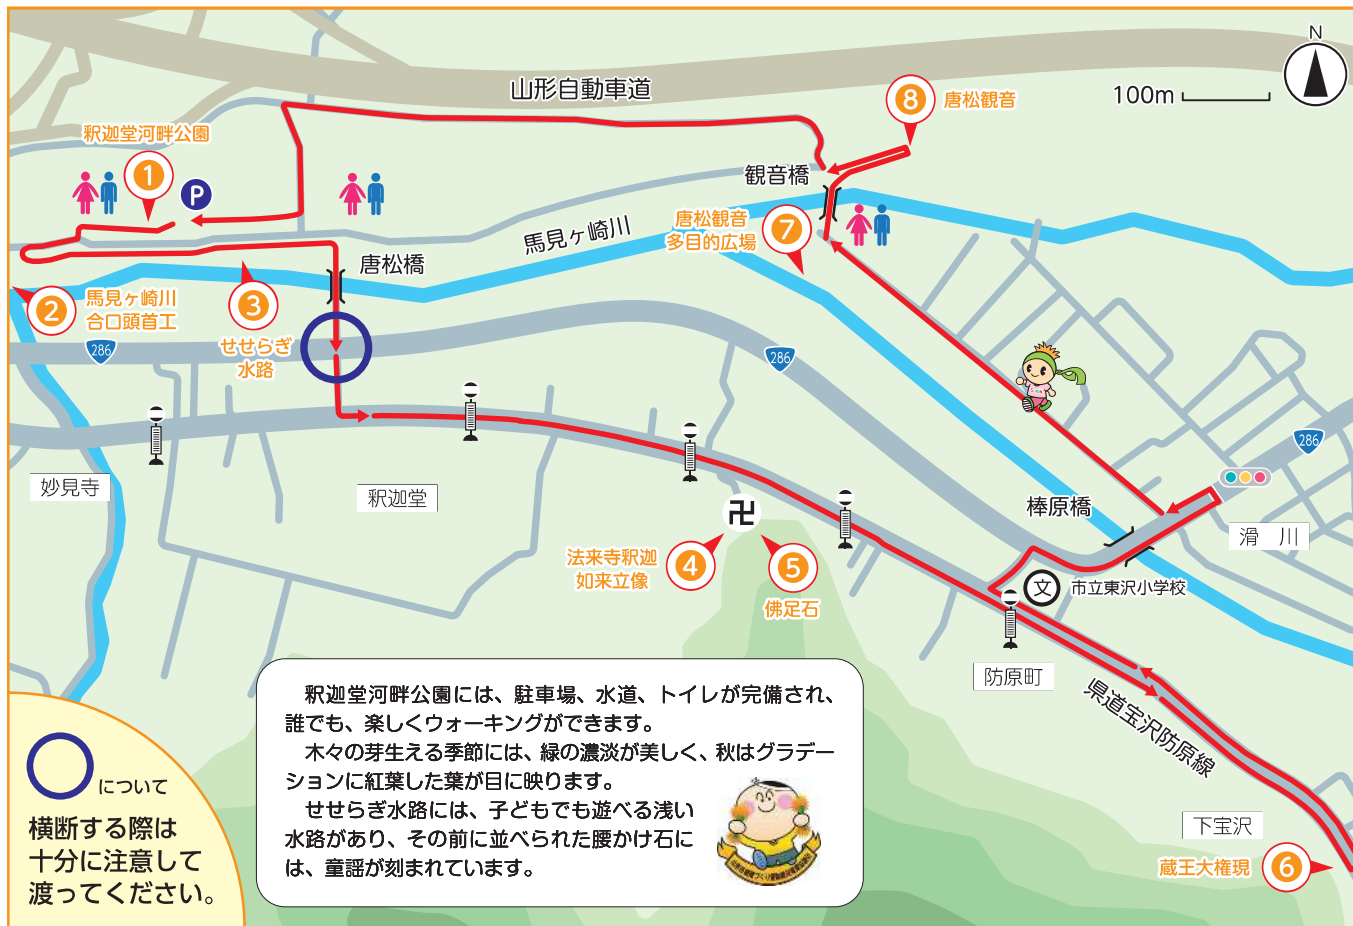 山形自動車道
N
100m
8
唐松観音
釈迦堂河畔公園
1
P
観音橋
唐松観音
多目的広場
7
馬見ヶ崎川
唐松橋
2
馬見ヶ崎川
合口頭首工
3
せせらぎ
水路
286
286
286
妙見寺
釈迦堂
卍
法来寺釈迦
如来立像
4
5
佛足石
棒原橋
滑 川
文
市立東沢小学校
防原町
県道宝沢防原線
下宝沢
蔵王大権現
6
釈迦堂河畔公園には、駐車場、水道、トイレが完備され、
誰でも、楽しくウォーキングができます。
木々の芽生える季節には、緑の濃淡が美しく、秋はグラデー
ションに紅葉した葉が目に映ります。
せせらぎ水路には、子どもでも遊べる浅い
水路があり、その前に並べられた腰かけ石に
は、童謡が刻まれています。
について
横断する際は
十分に注意して
渡ってください。